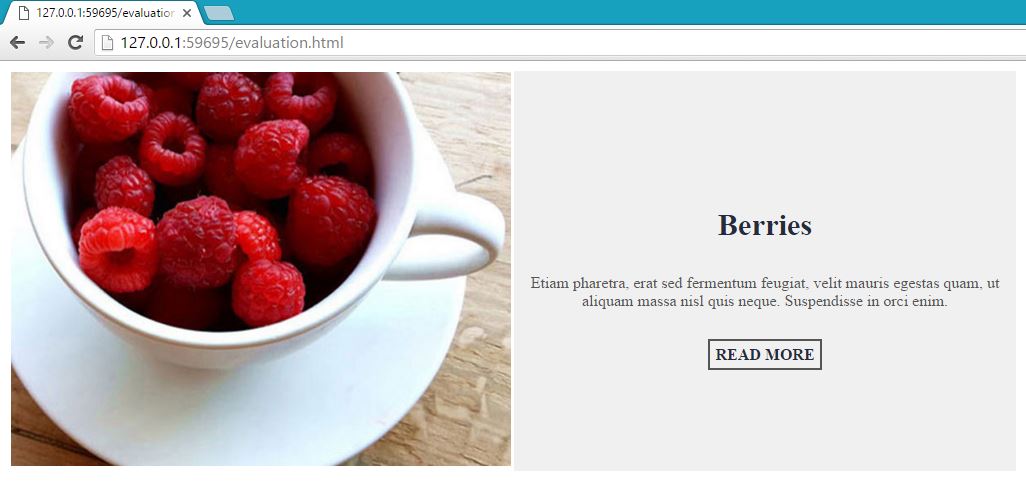 127.0.0.1:59695/evaluation
127.0.0.1:59695/evaluation.html
Berries
Etiam pharetra, erat sed fermentum feugiat, velit mauris egestas quam, ut
aliquam massa nisl quis neque. Suspendisse in orci enim.
READ MORE